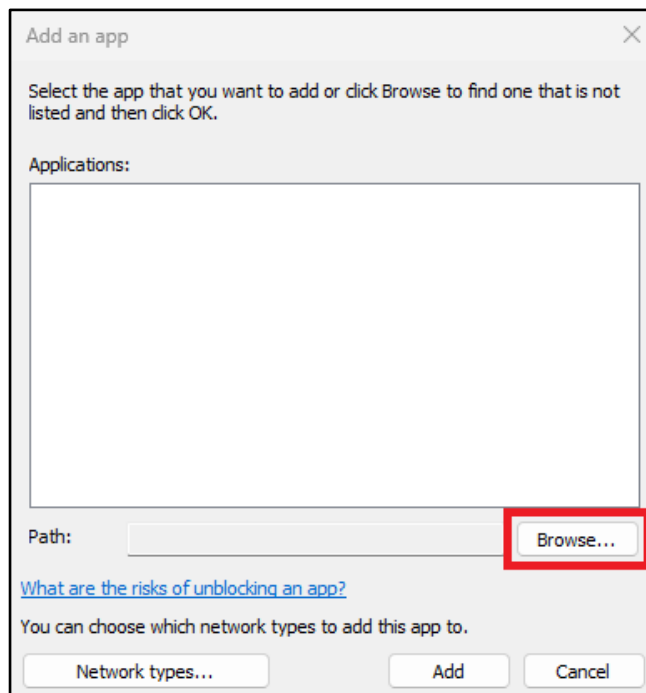 Add an app
Select the app that you want to add or click Browse to find one that is not
listed and then click OK.
Applications:
Path:
Browse...
What are the risks of unblocking an app?
You can choose which network types to add this app to.
Network types...
Add
Cancel